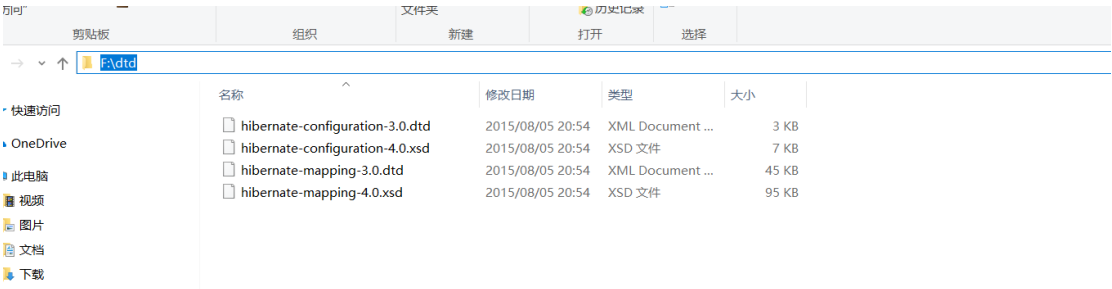 文件夹
历史记录
剪贴板 组织 新建 打开 选择
F:\dtd
名称 修改日期 类型 大小
快速访问
hibernate-configuration-3.0.dtd 2015/08/05 20:54 XML Document ... 3 KB
hibernate-configuration-4.0.xsd 2015/08/05 20:54 XSD 文件 7 KB
OneDrive
hibernate-mapping-3.0.dtd 2015/08/05 20:54 XML Document ... 45 KB
此电脑
hibernate-mapping-4.0.xsd 2015/08/05 20:54 XSD 文件 95 KB
视频
图片
文档
下载